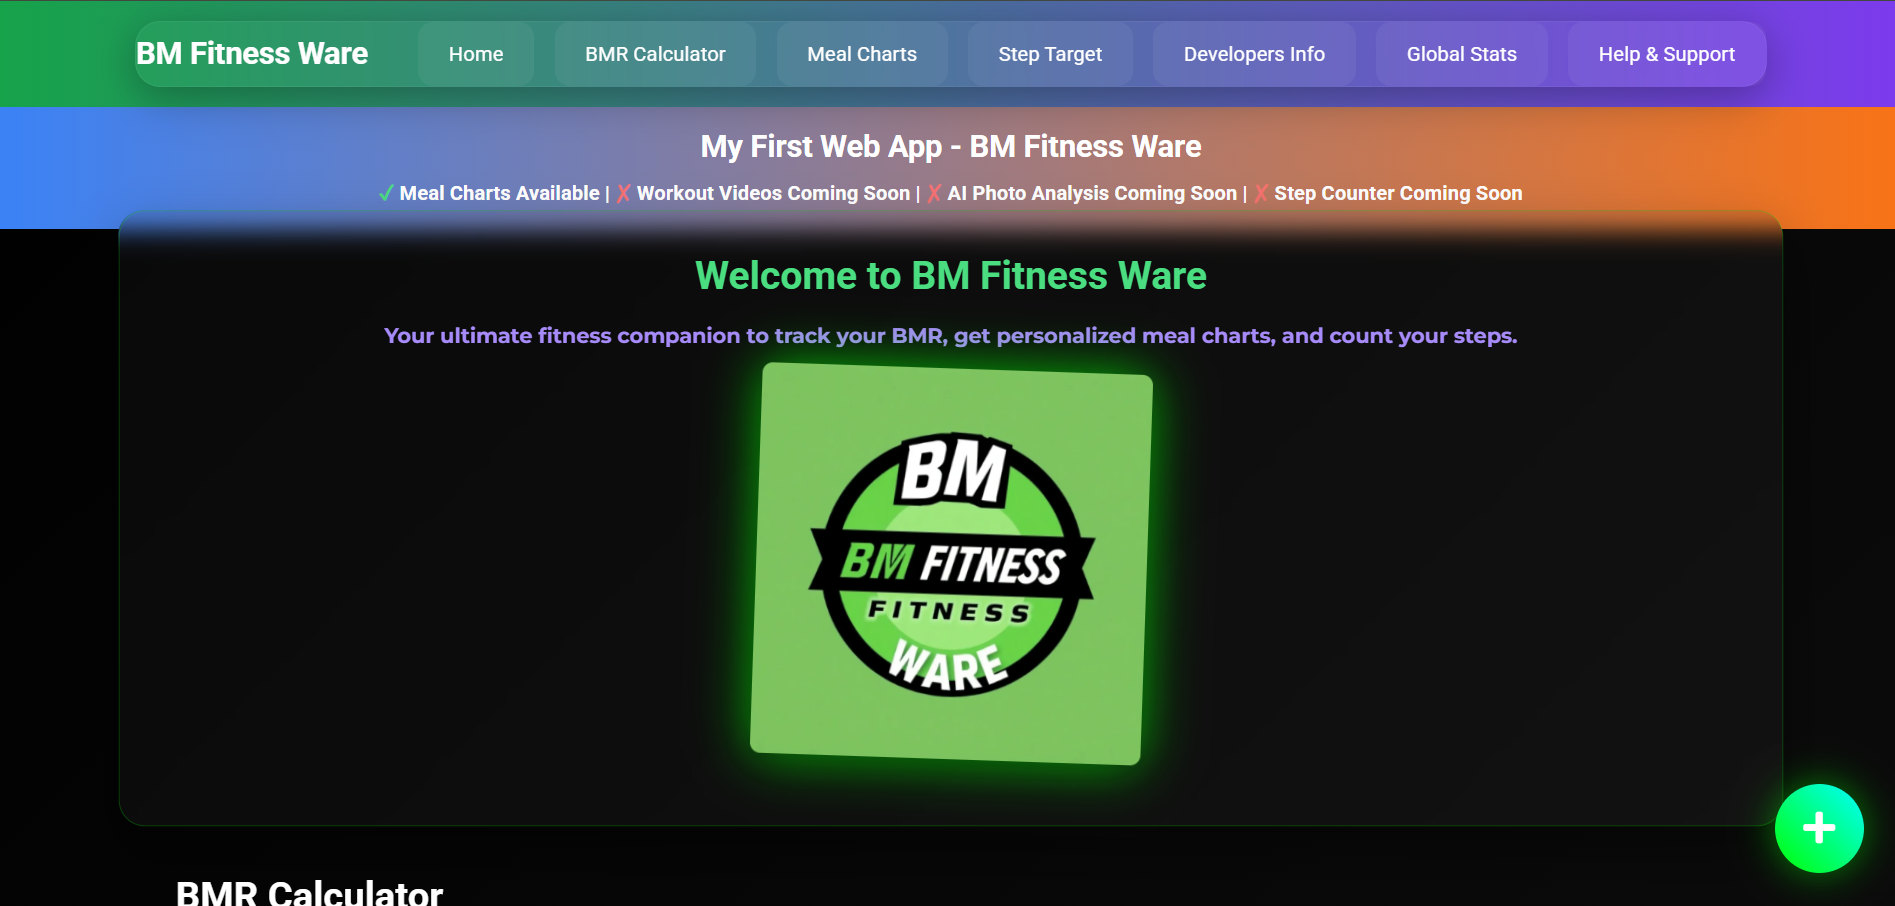 BM Fitness Ware Home BMR Calculator Meal Charts Step Target Developers Info Global Stats Help & Support
My First Web App - BM Fitness Ware
✓ Meal Charts Available | ✗ Workout Videos Coming Soon | ✗ AI Photo Analysis Coming Soon | ✗ Step Counter Coming Soon
Welcome to BM Fitness Ware
Your ultimate fitness companion to track your BMR, get personalized meal charts, and count your steps.
BM
BM FITNESS
FITNESS
WARE
+
BMR Calculator